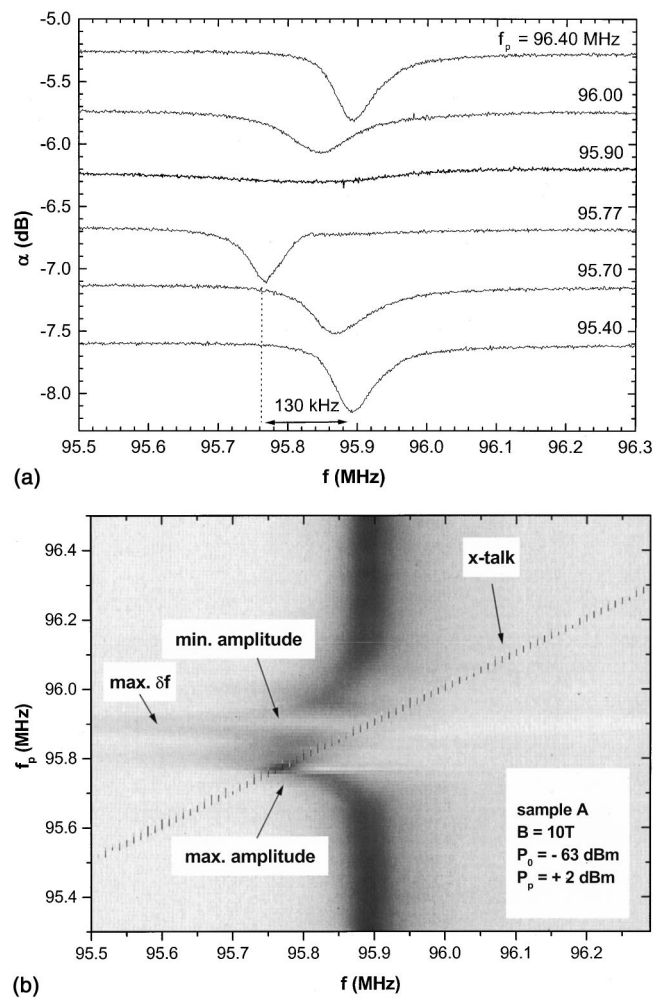 -5.0
-5.5
-6.0
-6.5
-7.0
-7.5
-8.0
α (dB)
f_p = 96.40 MHz
96.00
95.90
95.77
95.70
95.40
130 kHz
95.5 95.6 95.7 95.8 95.9 96.0 96.1 96.2 96.3
f (MHz)
(a)
96.4
96.2
96.0
95.8
95.6
95.4
f_p (MHz)
x-talk
min. amplitude
max. δf
max. amplitude
sample A
B = 10T
P_0 = - 63 dBm
P_p = + 2 dBm
95.5 95.6 95.7 95.8 95.9 96.0 96.1 96.2
f (MHz)
(b)